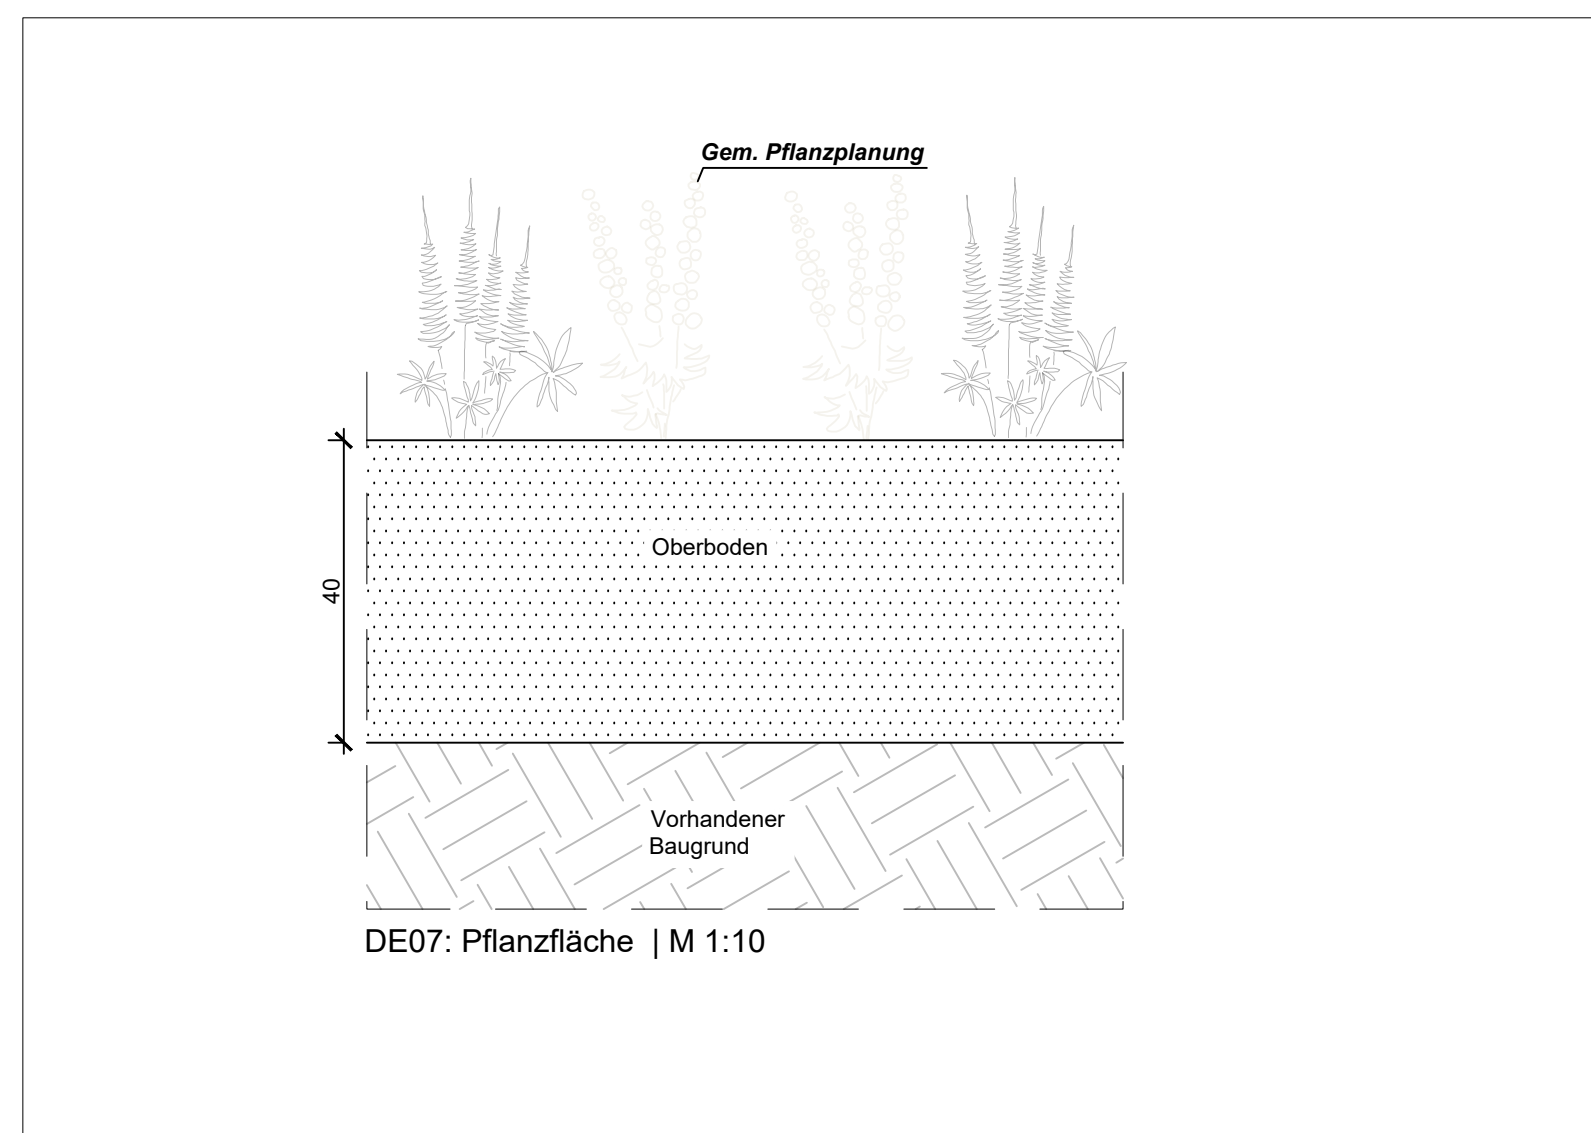 Gem. Pflanzplanung
Oberboden
40
Vorhandener
Baugrund
DE07: Pflanzfläche | M 1:10